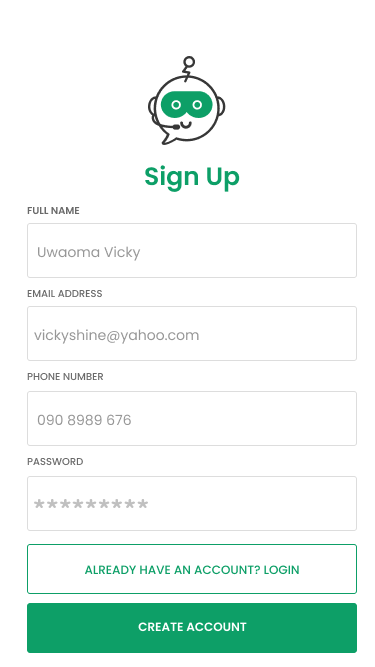 Sign Up
FULL NAME
Uwaoma Vicky
EMAIL ADDRESS
vickyshine@yahoo.com
PHONE NUMBER
090 8989 676
PASSWORD
*********
ALREADY HAVE AN ACCOUNT? LOGIN
CREATE ACCOUNT